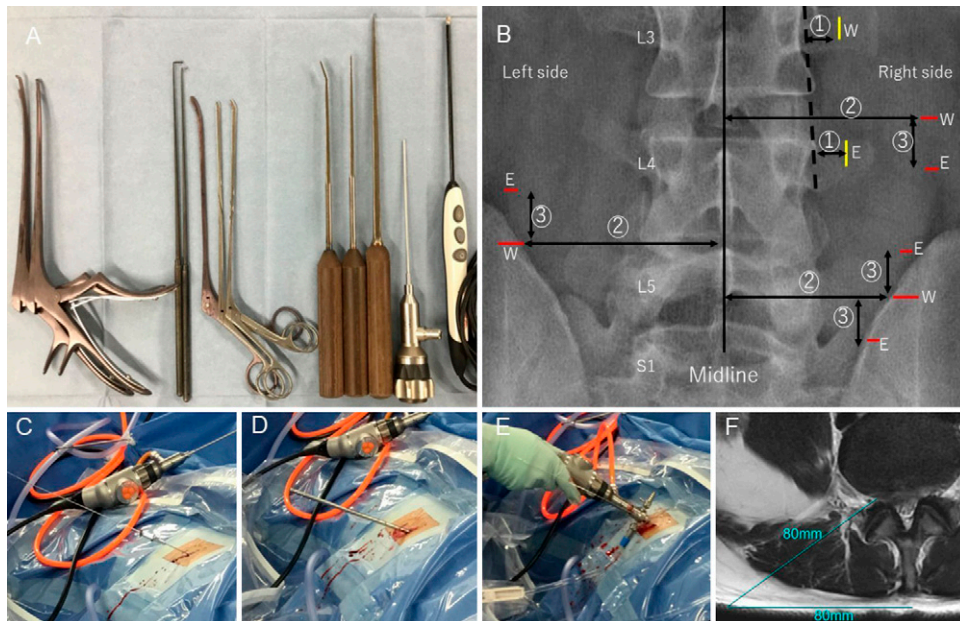 A
B
L3
①
W
Left side
Right side
②
W
③
①
E
E
L4
E
③
②
W
E
③
②
W
L5
③
E
S1
Midline
C
D
E
F
80mm
80mm